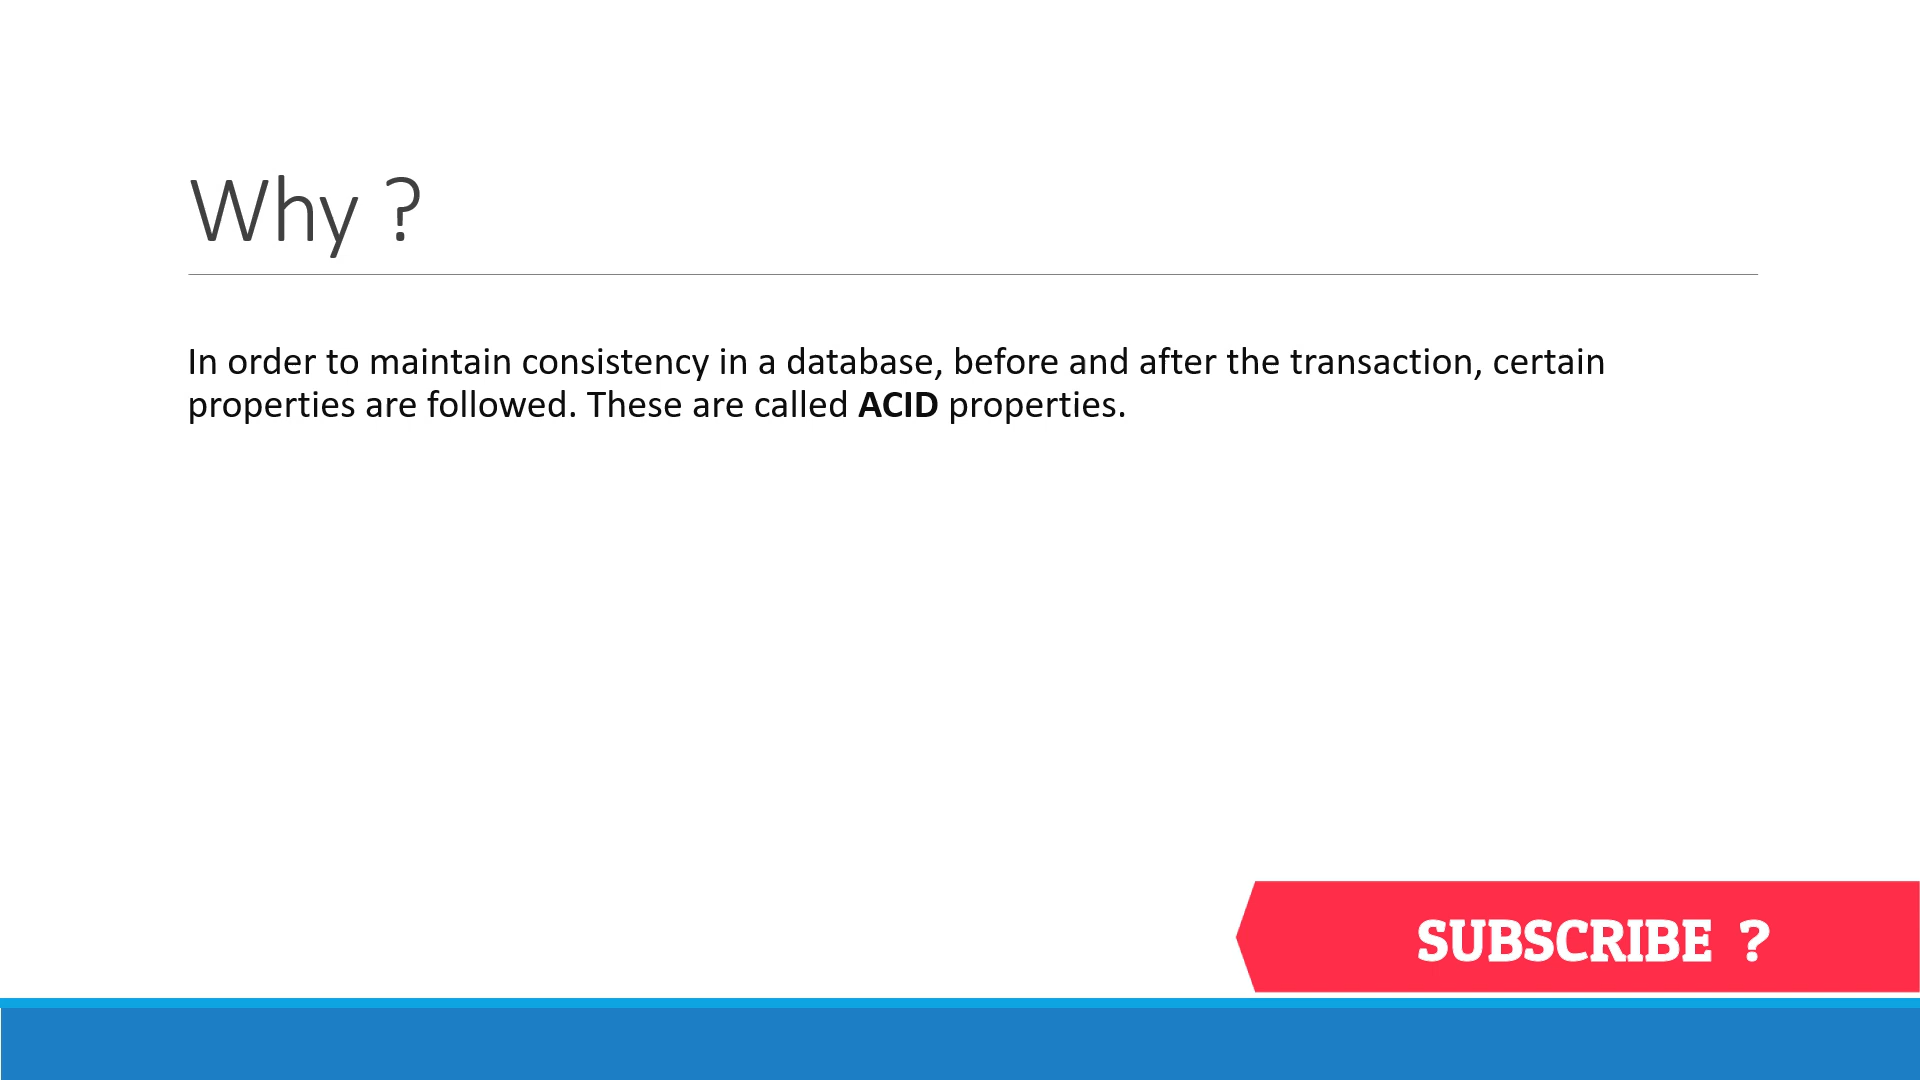 Why ?
In order to maintain consistency in a database, before and after the transaction, certain
properties are followed. These are called ACID properties.
SUBSCRIBE ?